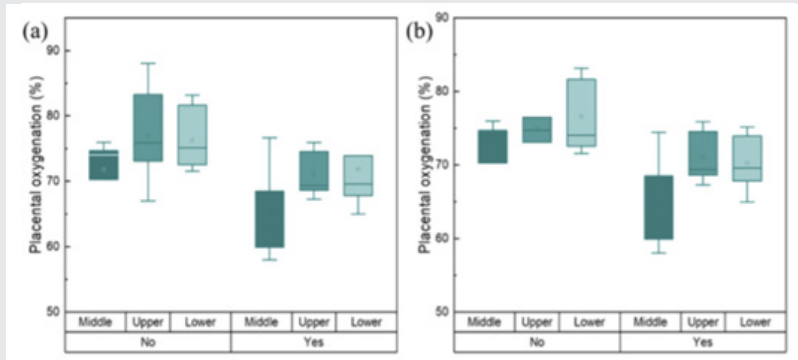 (a)
Placental oxygenation (%)
90
80
70
60
50
Middle Upper Lower Middle Upper Lower
No Yes
(b)
Placental oxygenation (%)
90
80
70
60
50
Middle Upper Lower Middle Upper Lower
No Yes